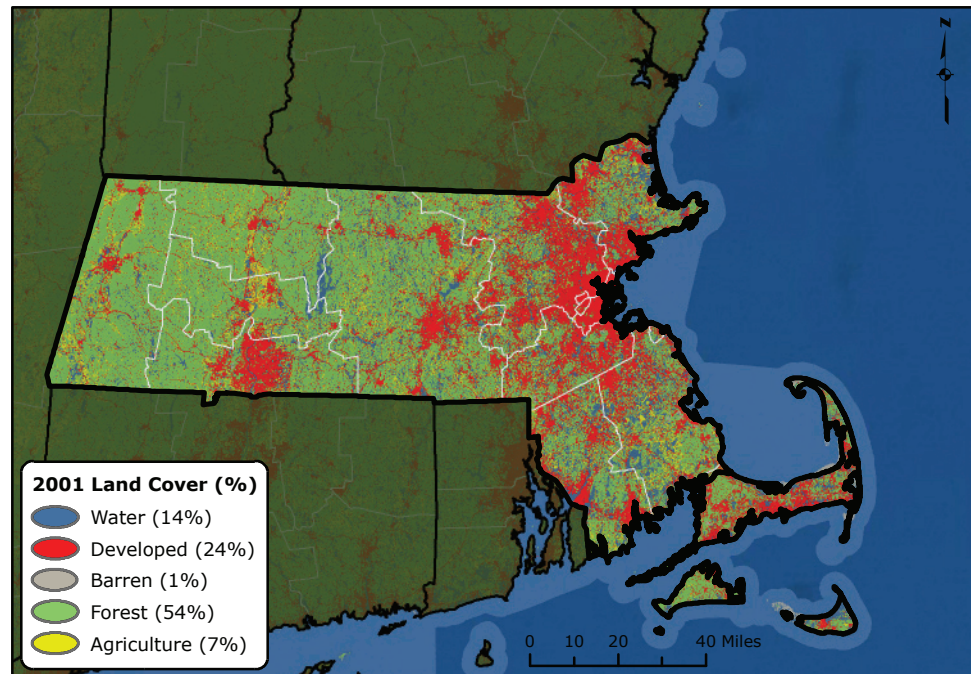 N
2001 Land Cover (%)
Water (14%)
Developed (24%)
Barren (1%)
Forest (54%)
Agriculture (7%)
0 10 20 40 Miles